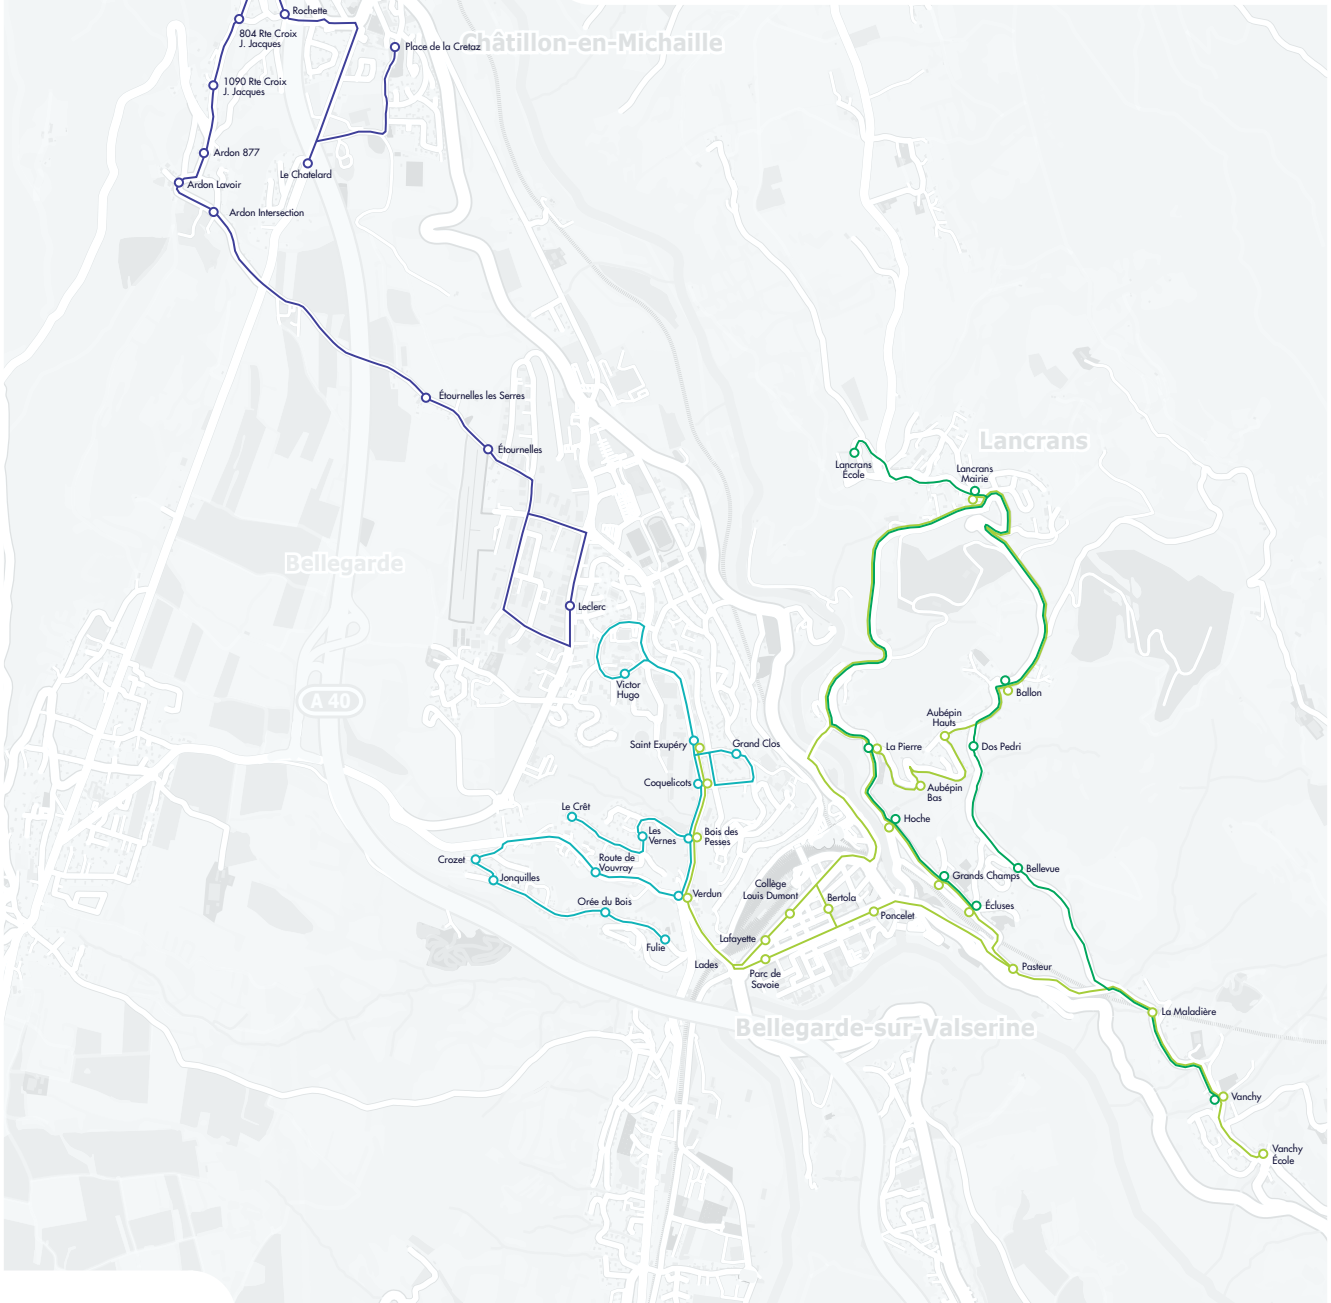 Rochette
804 Rte Croix
J. Jacques
Place de la Cretaz
Châtillon-en-Michaille
1090 Rte Croix
J. Jacques
Ardon 877
Le Chatelard
Ardon Lavoir
Ardon Intersection
Étournelles les Serres
Étournelles
Lancrans
École
Lancrans
Mairie
Lancrans
Bellegarde
Leclerc
Victor
Hugo
A 40
Ballon
Aubépin
Hauts
Saint Exupéry
Grand Clos
La Pierre
Dos Pedri
Coquelicots
Aubépin
Bas
Le Crêt
Hoche
Les
Vernes
Bois des
Pesses
Crozet
Route de
Vouvray
Jonquilles
Verdun
Collège
Louis Dumont
Grands Champs
Bellevue
Orée du Bois
Bertola
Écluses
Poncelet
Fulie
Lafayette
Lades
Parc de
Savoie
Pasteur
La Maladière
Bellegarde-sur-Valserine
Vanchy
Vanchy
École